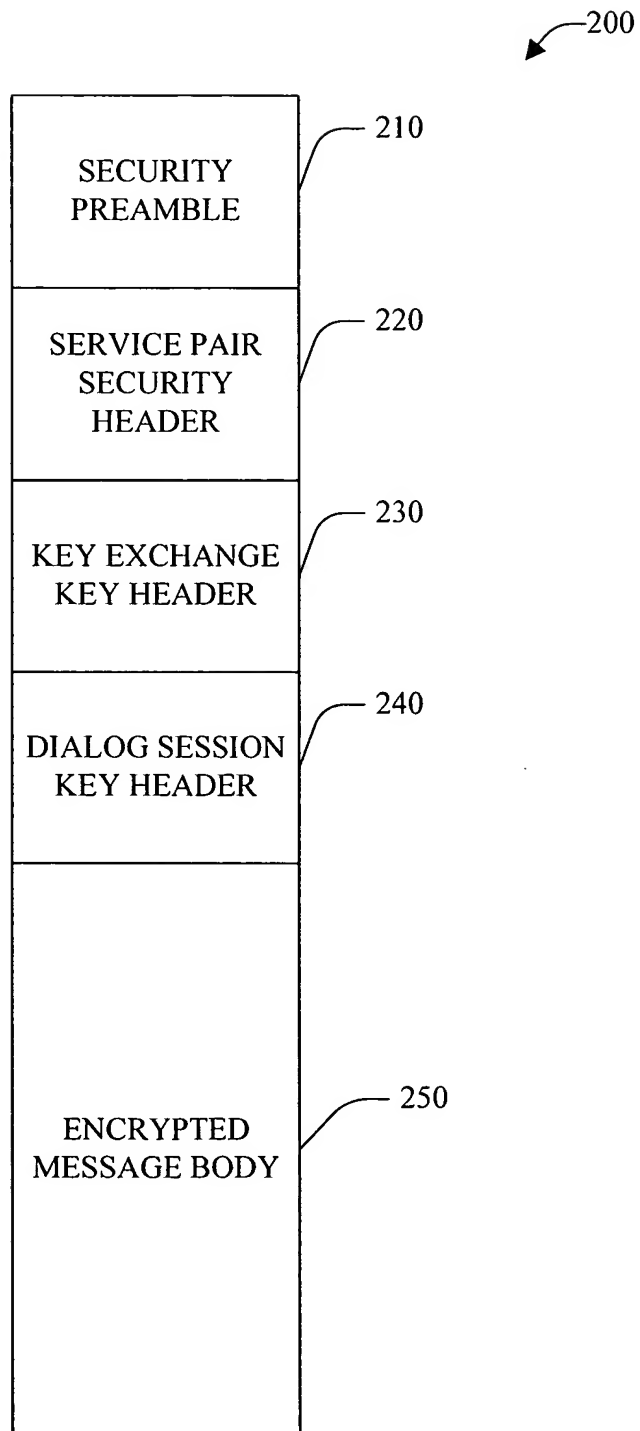 200
SECURITY
PREAMBLE
210
SERVICE PAIR
SECURITY
HEADER
220
KEY EXCHANGE
KEY HEADER
230
DIALOG SESSION
KEY HEADER
240
ENCRYPTED
MESSAGE BODY
250